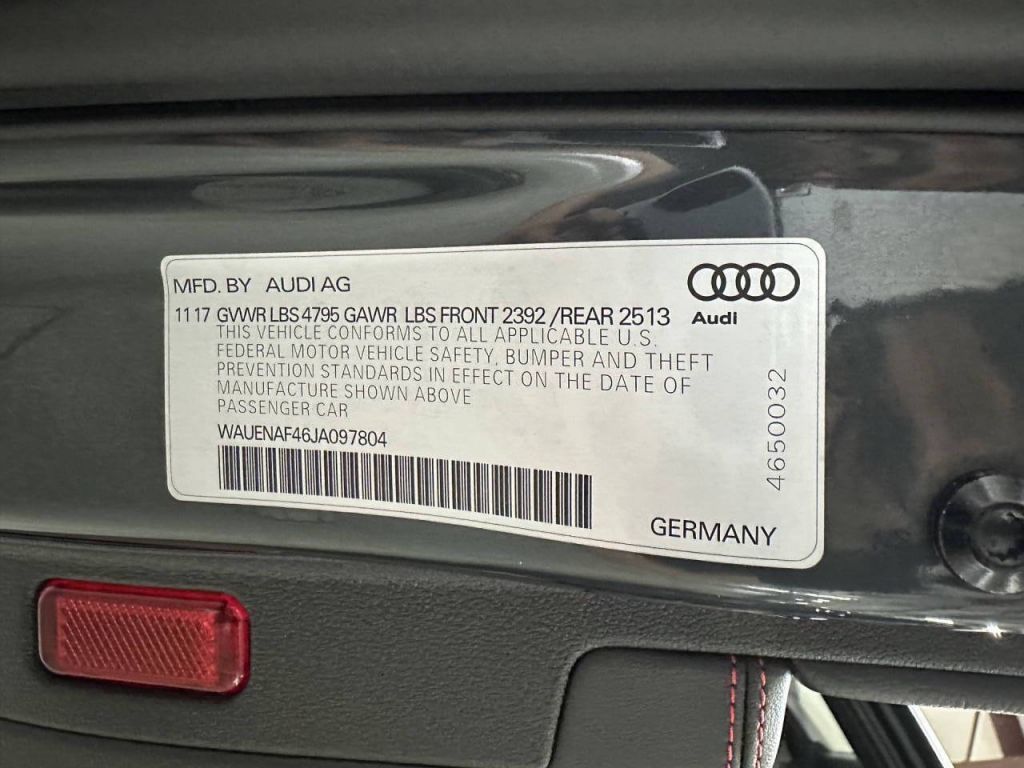 MFD. BY AUDI AG
Audi
11 17 GVWR LBS 4795 GAWR LBS FRONT 2392 /REAR 2513
THIS VEHICLE CONFORMS TO ALL APPLICABLE U.S.
FEDERAL MOTOR VEHICLE SAFETY, BUMPER AND THEFT
PREVENTION STANDARDS IN EFFECT ON THE DATE OF
MANUFACTURE SHOWN ABOVE
PASSENGER CAR
WAUENAF46JA097804
4650032
GERMANY